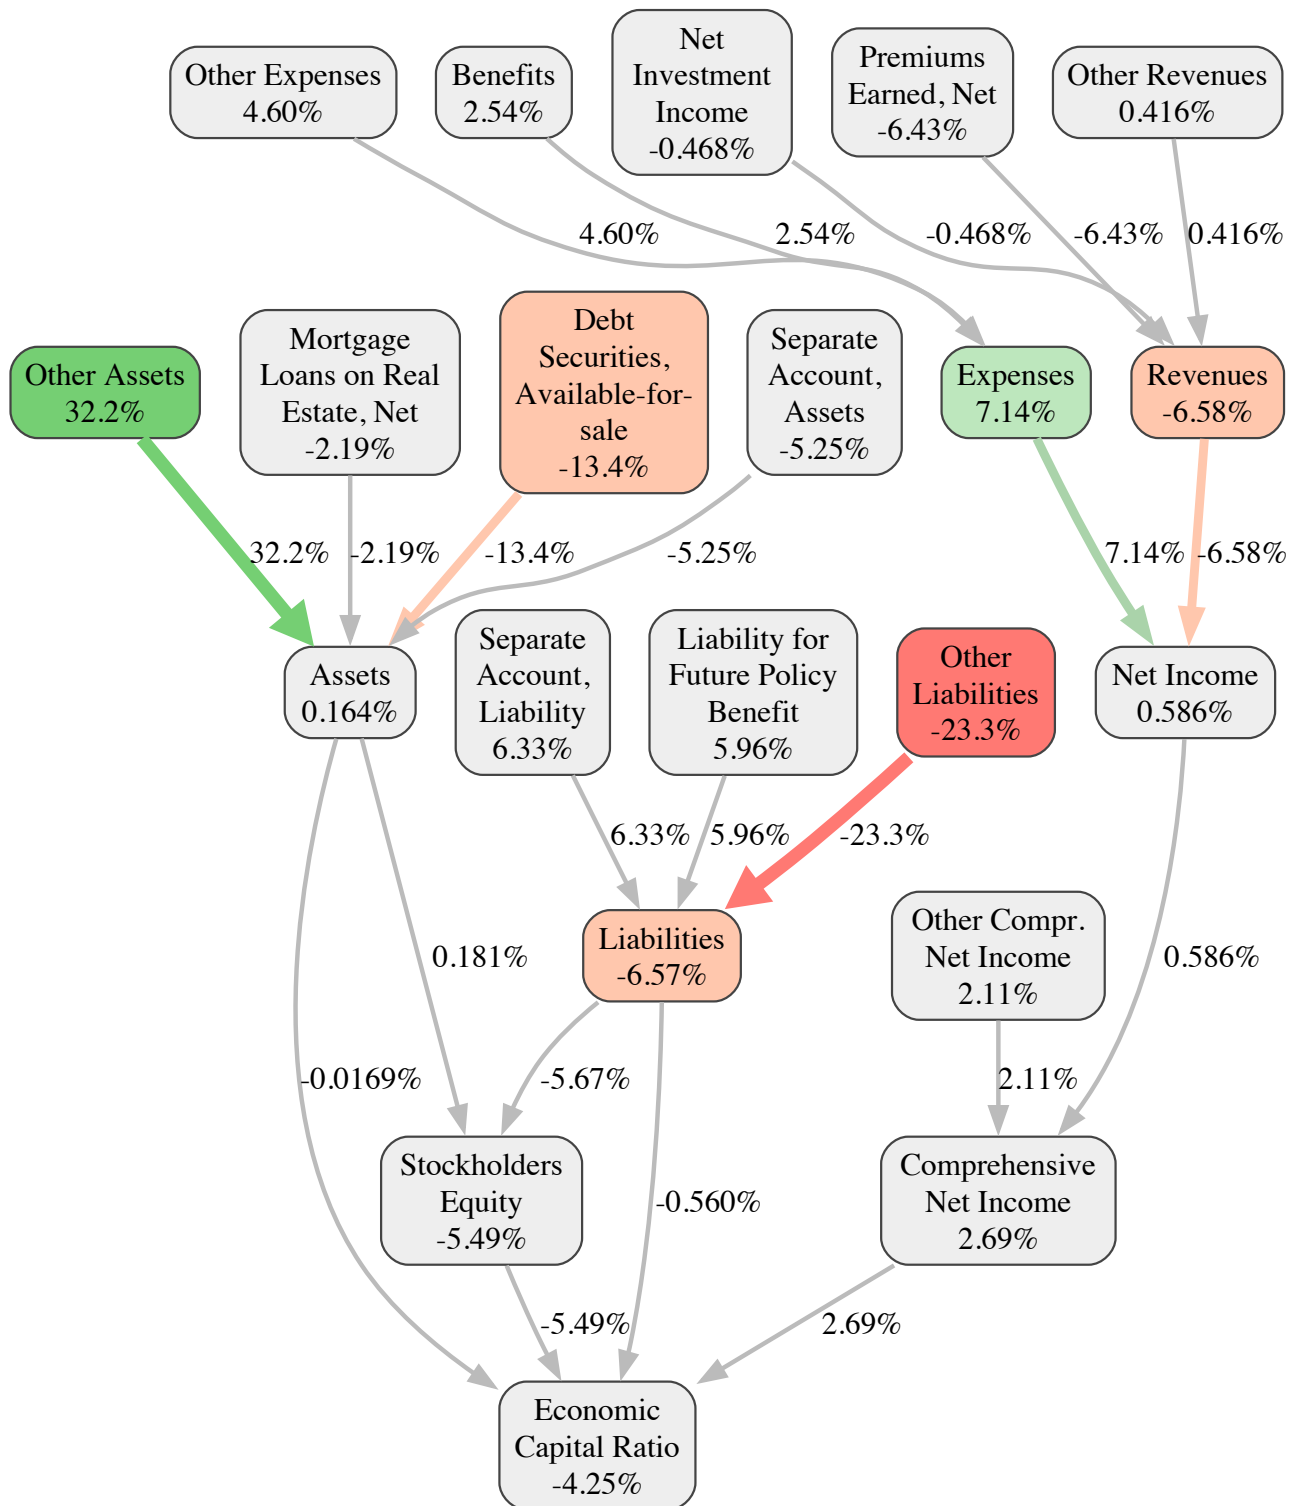 Other Expenses
4.60%
Benefits
2.54%
Net
Investment
Income
-0.468%
Premiums
Earned, Net
-6.43%
Other Revenues
0.416%
4.60%
2.54%
-0.468%
-6.43%
0.416%
Other Assets
32.2%
Mortgage
Loans on Real
Estate, Net
-2.19%
Debt
Securities,
Available-for-
sale
-13.4%
Separate
Account,
Assets
-5.25%
Expenses
7.14%
Revenues
-6.58%
32.2%
-2.19%
-13.4%
-5.25%
7.14%
-6.58%
Assets
0.164%
Separate
Account,
Liability
6.33%
Liability for
Future Policy
Benefit
5.96%
Other
Liabilities
-23.3%
Net Income
0.586%
6.33%
5.96%
-23.3%
Liabilities
-6.57%
Other Compr.
Net Income
2.11%
0.181%
0.586%
-0.0169%
-5.67%
2.11%
Stockholders
Equity
-5.49%
-0.560%
Comprehensive
Net Income
2.69%
-5.49%
2.69%
Economic
Capital Ratio
-4.25%